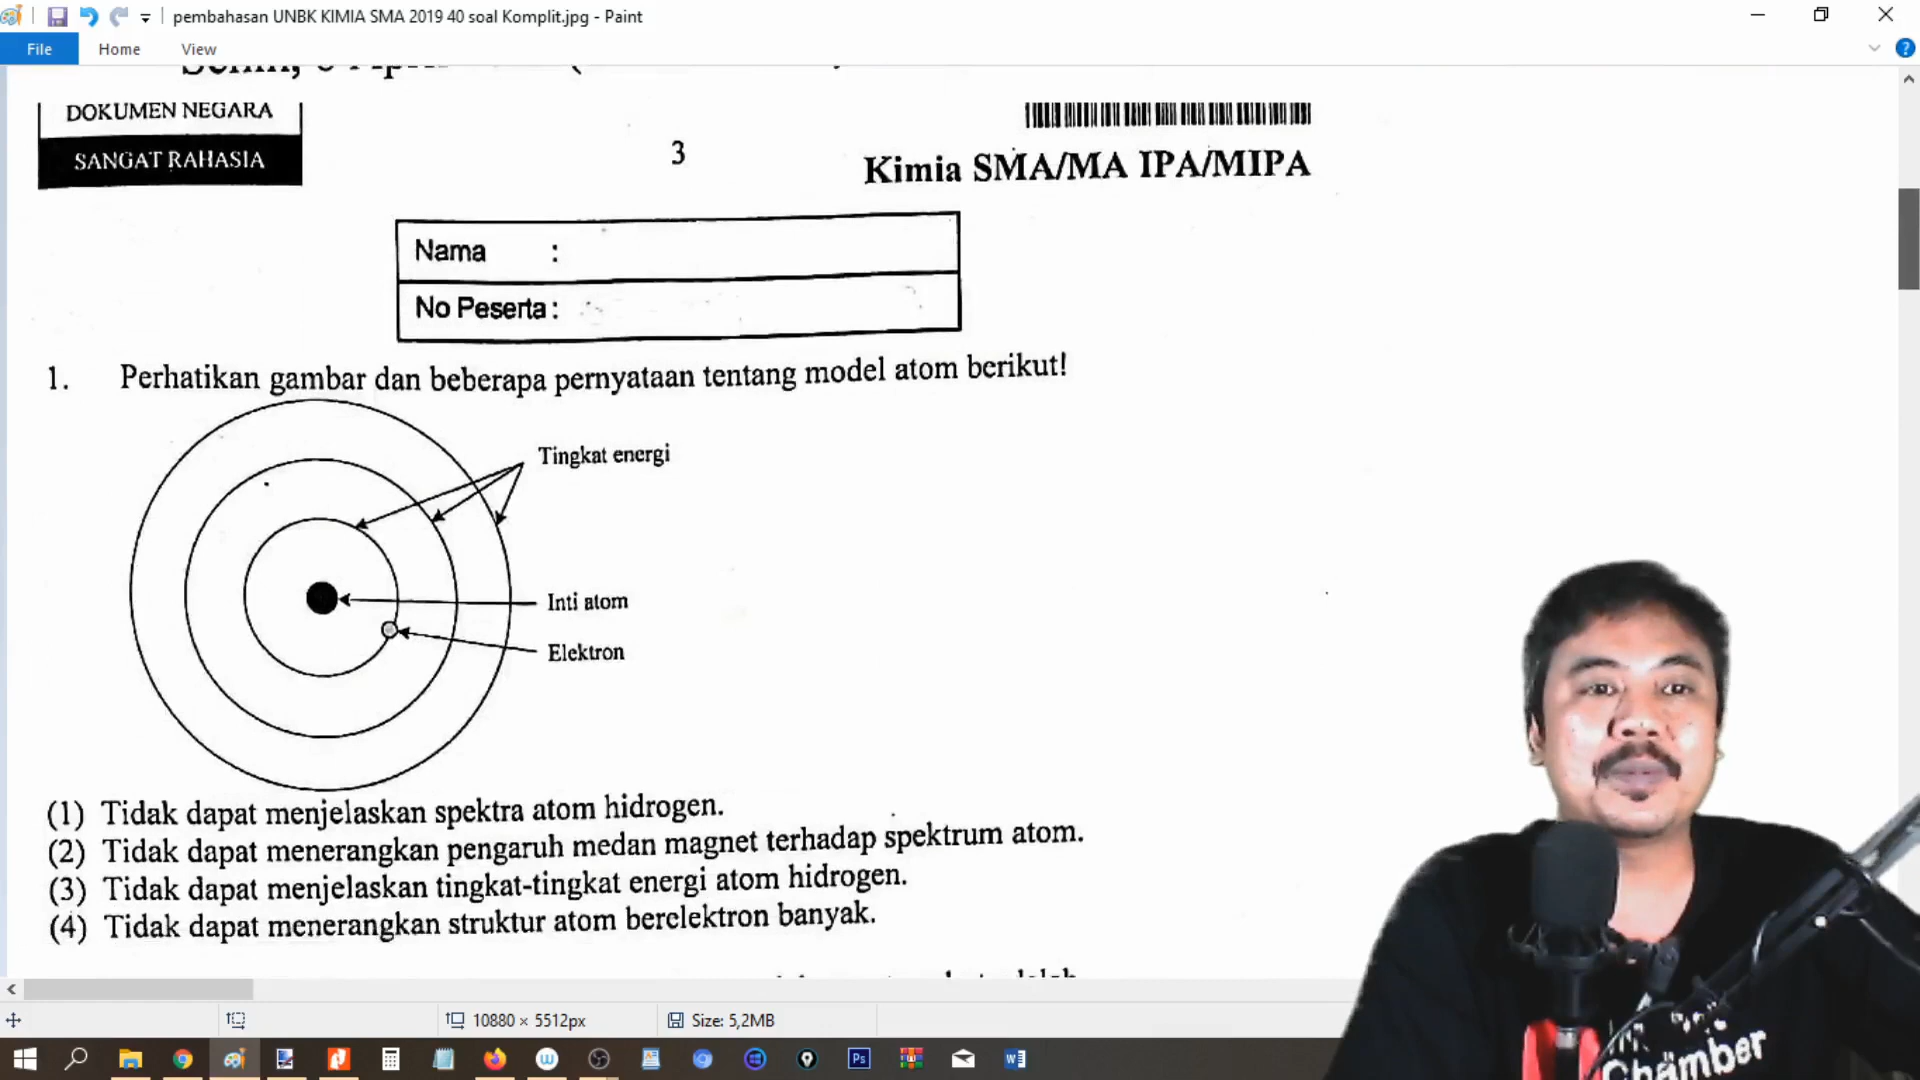 pembahasan UNBK KIMIA SMA 2019 40 soal Komplit.jpg - Paint
File Home View
DOKUMEN NEGARA
SANGAT RAHASIA
3
Kimia SMA/MA IPA/MIPA
Nama :
No Peserta :
1. Perhatikan gambar dan beberapa pernyataan tentang model atom berikut!
Tingkat energi
Inti atom
Elektron
(1) Tidak dapat menjelaskan spektra atom hidrogen.
(2) Tidak dapat menerangkan pengaruh medan magnet terhadap spektrum atom.
(3) Tidak dapat menjelaskan tingkat-tingkat energi atom hidrogen.
(4) Tidak dapat menerangkan struktur atom berelektron banyak.
10880 × 5512px
Size: 5,2MB
Ps
Chamber